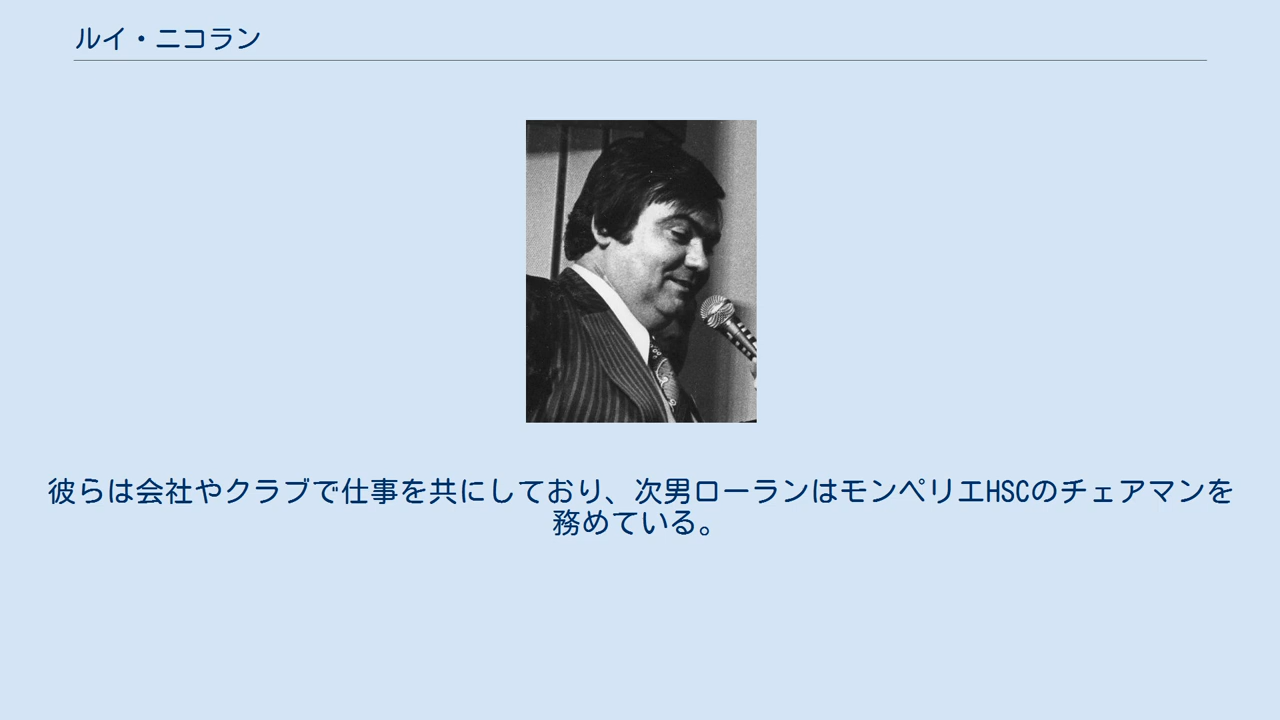 ルイ・ニコラン
彼らは会社やクラブで仕事を共にしており、次男ローランはモンペリエHSCのチェアマンを
務めている。